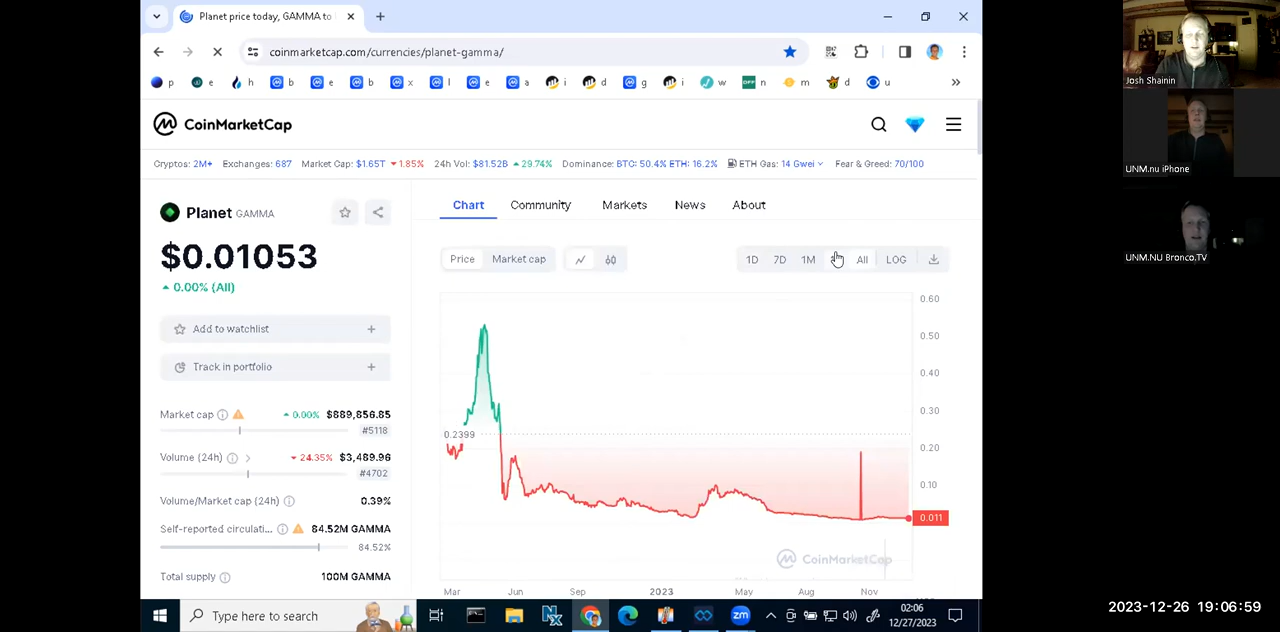 Planet price today, GAMMA to
coinmarketcap.com/currencies/planet-gamma/
p e h b e b x l e a i d g i w OFF n m d u »
CoinMarketCap
Cryptos: 2M+ Exchanges: 687 Market Cap: $1.65T 1.85% 24h Vol: $81.52B 29.74% Dominance: BTC: 50.4% ETH: 16.2% ETH Gas: 14 Gwei Fear & Greed: 70/100
Planet GAMMA
$0.01053
0.00% (All)
Add to watchlist +
Track in portfolio +
Market cap 0.00% $889,856.85
#5118
Volume (24h) 24.35% $3,489.96
#4702
Volume/Market cap (24h) 0.39%
Self-reported circulati... 84.52M GAMMA
84.52%
Total supply 100M GAMMA
Chart Community Markets News About
Price Market cap
1D 7D 1M All LOG
0.60
0.50
0.40
0.30
0.2399
0.20
0.10
0.011
CoinMarketCap
Mar Jun Sep 2023 May Aug Nov
Type here to search
zm
02:06
12/27/2023
Josh Shainin
UNM.nu iPhone
UNM.NU Bronco.TV
2023-12-26 19:06:59